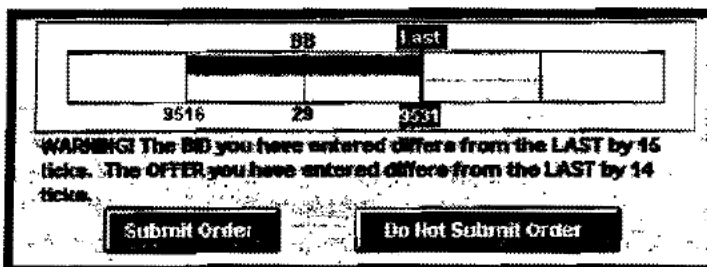 BB Last
9516 29 9531
WARNING! The BID you have entered differs from the LAST by 15
ticks. The OFFER you have entered differs from the LAST by 14
ticks.
Submit Order Do Not Submit Order